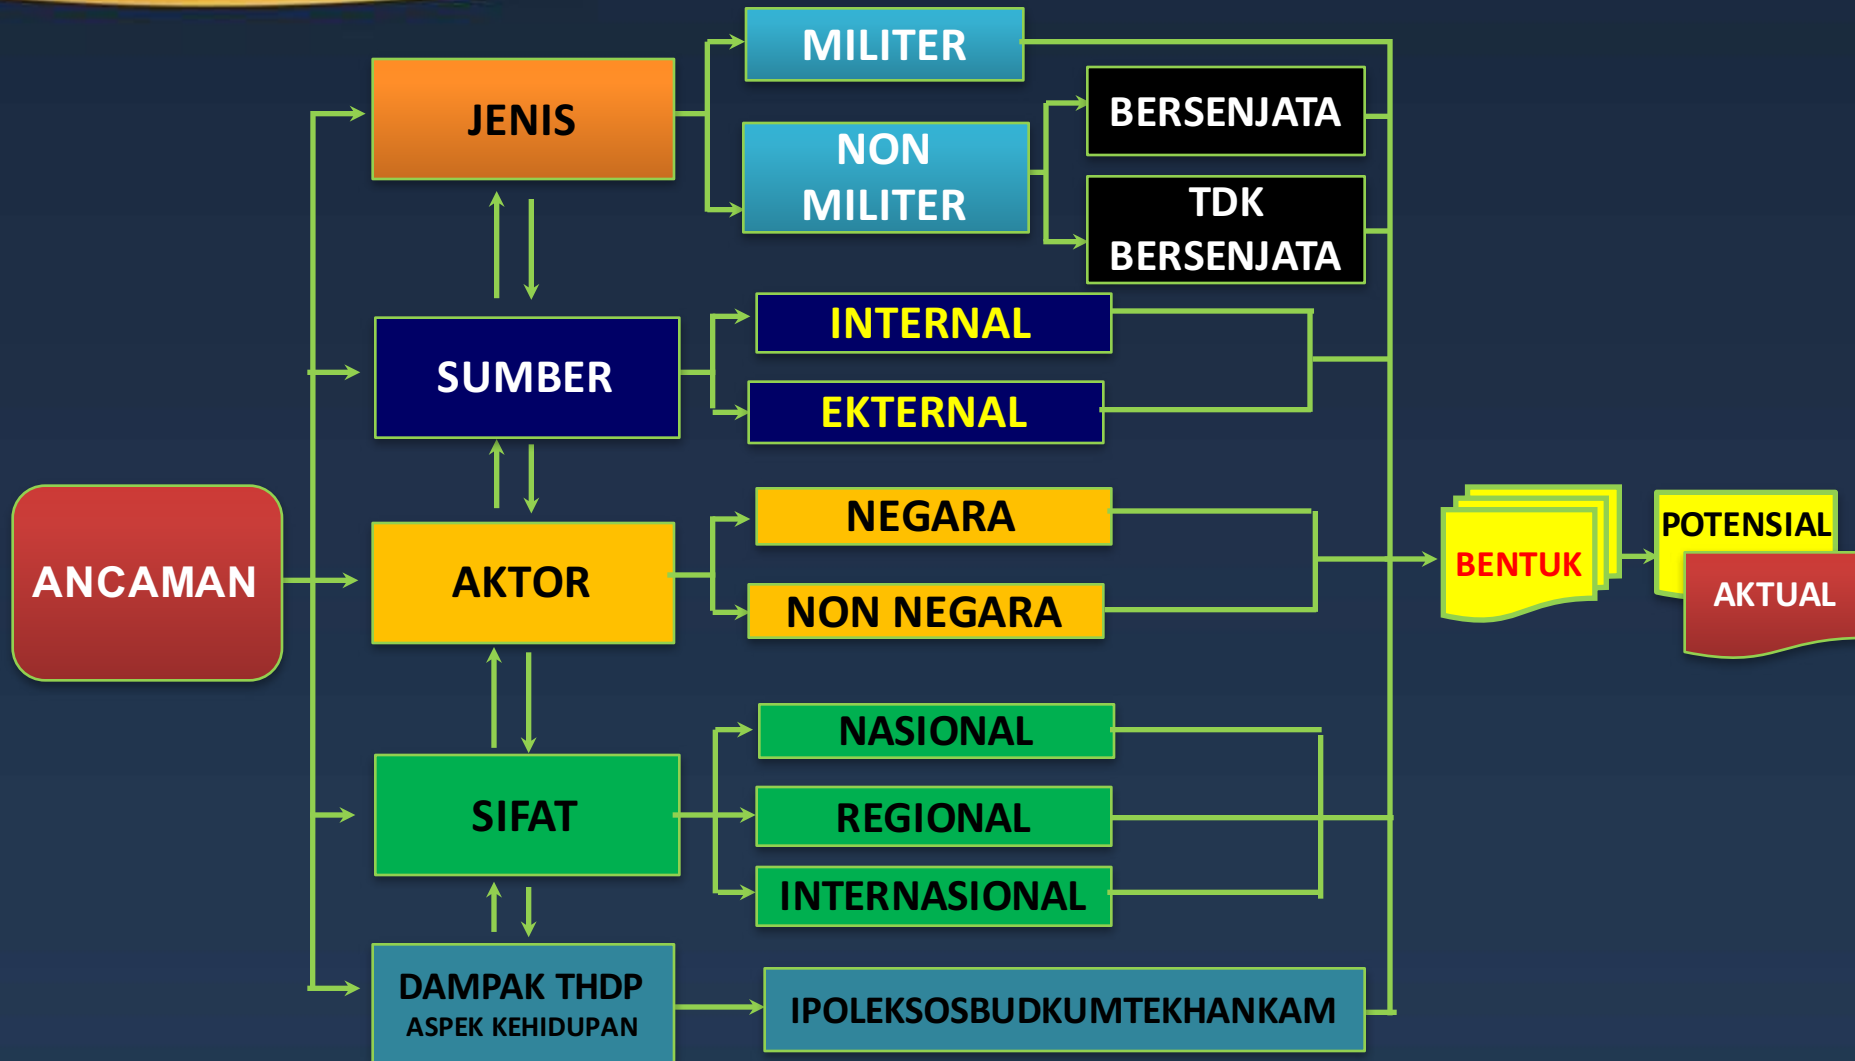 MILITER
JENIS
BERSENJATA
NON
MILITER
TDK
BERSENJATA
INTERNAL
SUMBER
EKTERNAL
NEGARA
ANCAMAN
AKTOR
NON NEGARA
BENTUK
POTENSIAL
AKTUAL
NASIONAL
SIFAT
REGIONAL
INTERNASIONAL
DAMPAK THDP
ASPEK KEHIDUPAN
IPOLEKSOSBUDKUMTEKHANKAM